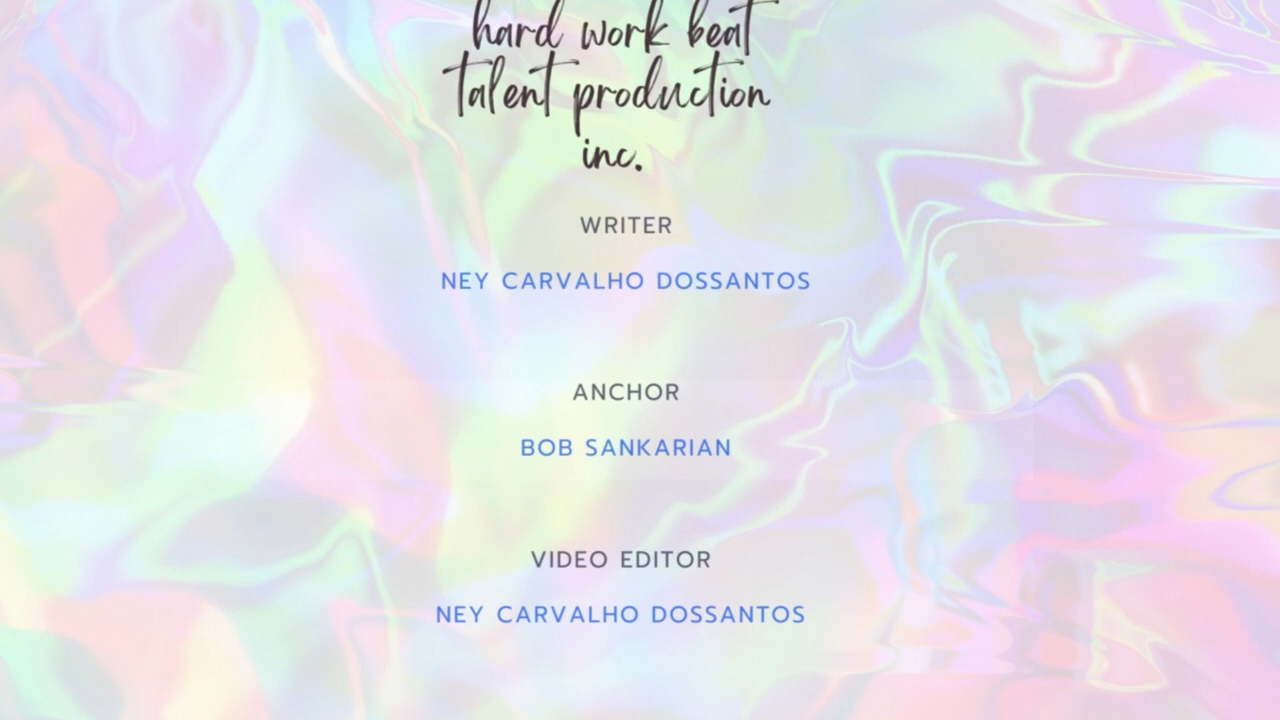 hard work beat
talent production
inc.
WRITER
NEY CARVALHO DOSSANTOS
ANCHOR
BOB SANKARIAN
VIDEO EDITOR
NEY CARVALHO DOSSANTOS